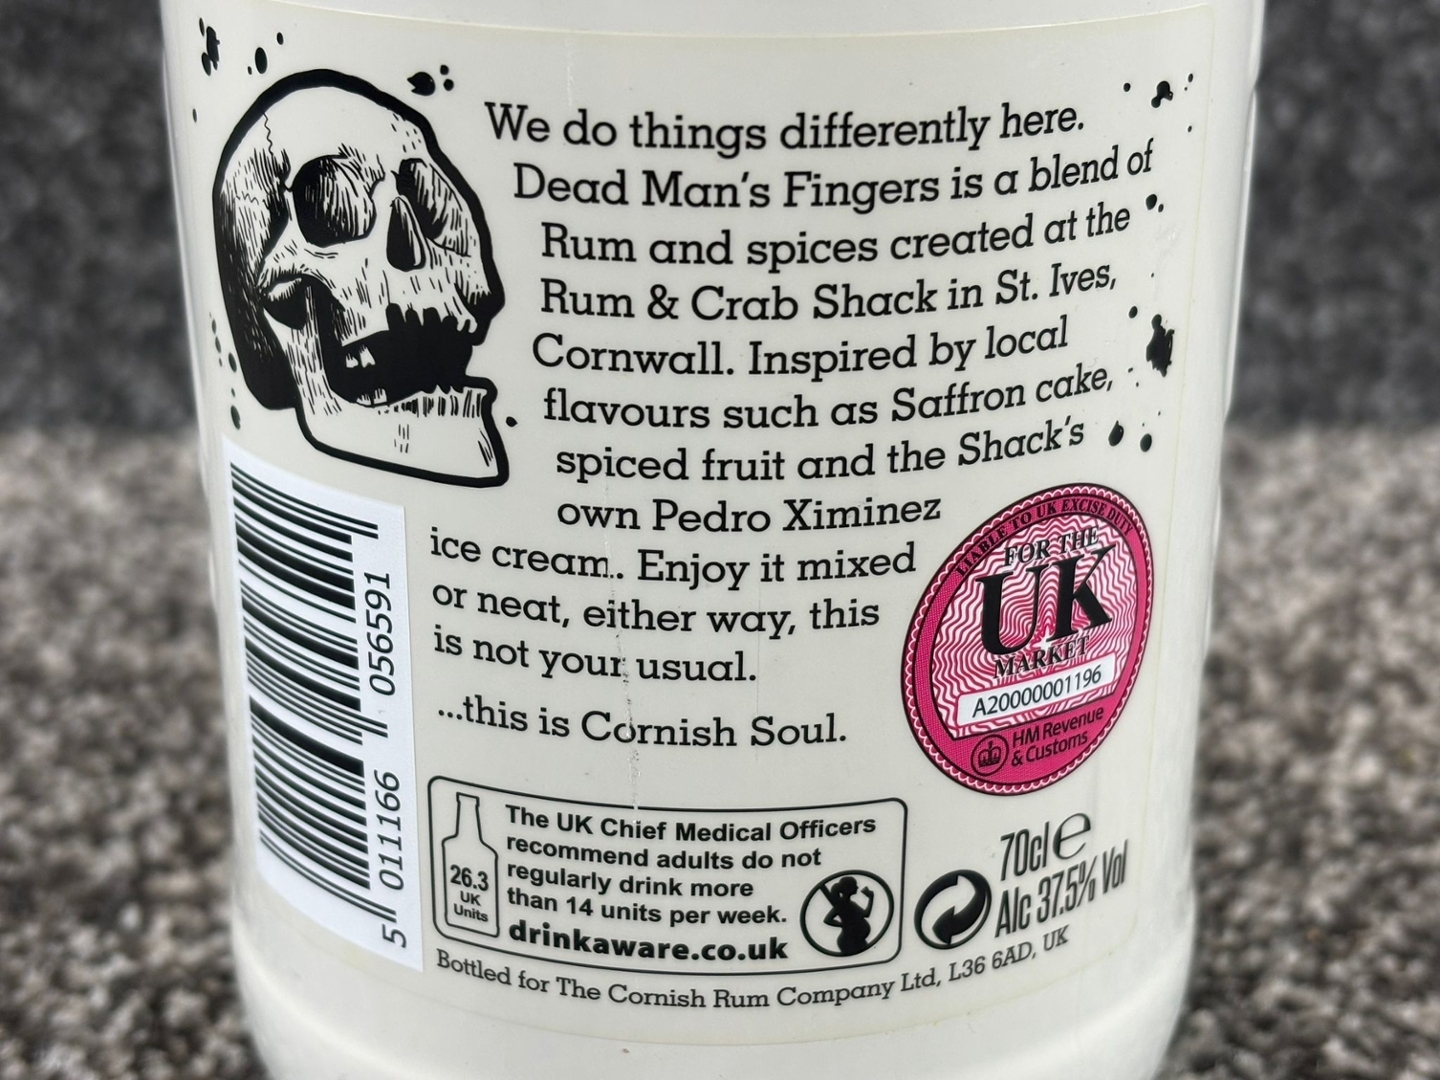 We do things differently here.
Dead Man's Fingers is a blend of
Rum and spices created at the
Rum & Crab Shack in St. Ives,
Cornwall. Inspired by local
flavours such as Saffron cake,
spiced fruit and the Shack's
own Pedro Ximinez
ice cream.. Enjoy it mixed
or neat, either way, this
is not your usual.
...this is Cornish Soul.
LIABLE TO UK EXCISE DUTY
FOR THE
UK
MARKET
A20000001196
HM Revenue
& Customs
5 011166 056591
26.3
UK
Units
The UK Chief Medical Officers
recommend adults do not
regularly drink more
than 14 units per week.
drinkaware.co.uk
70cl e
Alc 37.5% Vol
Bottled for The Cornish Rum Company Ltd, L36 6AD, UK